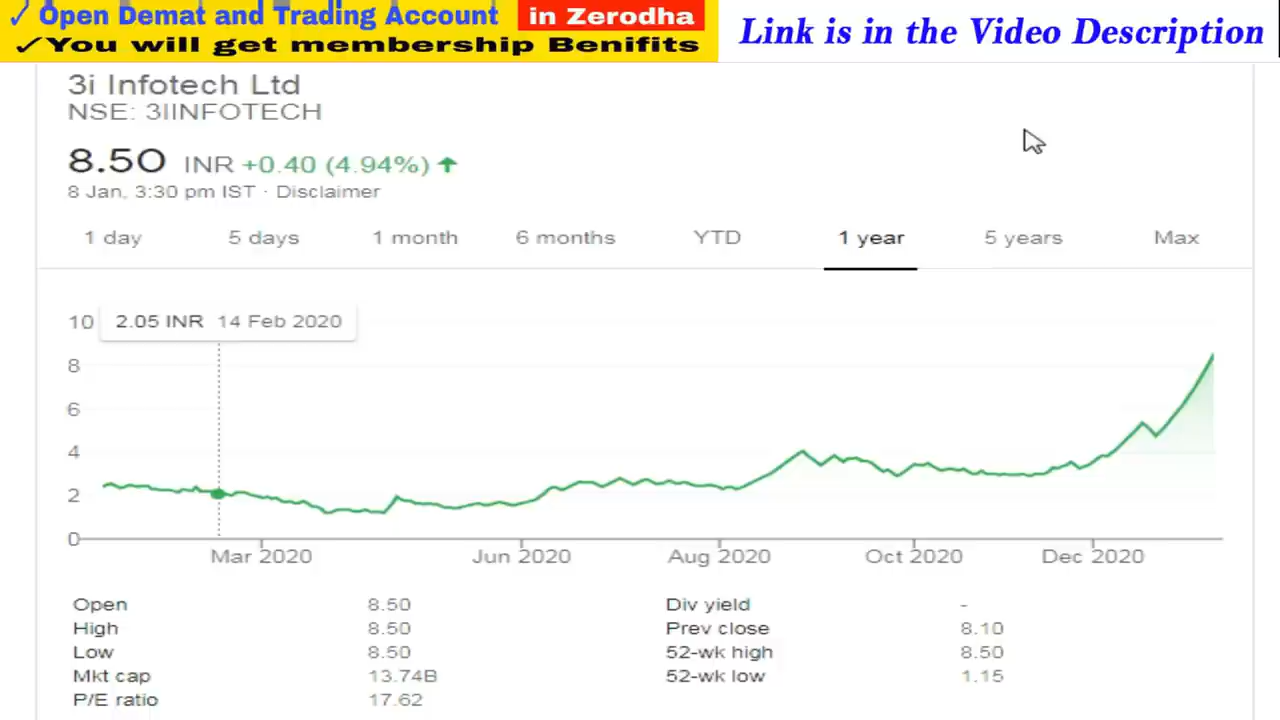 ✓ Open Demat and Trading Account in Zerodha
✓You will get membership Benifits
Link is in the Video Description
3i Infotech Ltd
NSE: 3IINFOTECH
8.50 INR +0.40 (4.94%) ↑
8 Jan, 3:30 pm IST · Disclaimer
1 day 5 days 1 month 6 months YTD 1 year 5 years Max
2.05 INR 14 Feb 2020
10
8
6
4
2
0
Mar 2020 Jun 2020 Aug 2020 Oct 2020 Dec 2020
Open 8.50 Div yield -
High 8.50 Prev close 8.10
Low 8.50 52-wk high 8.50
Mkt cap 13.74B 52-wk low 1.15
P/E ratio 17.62